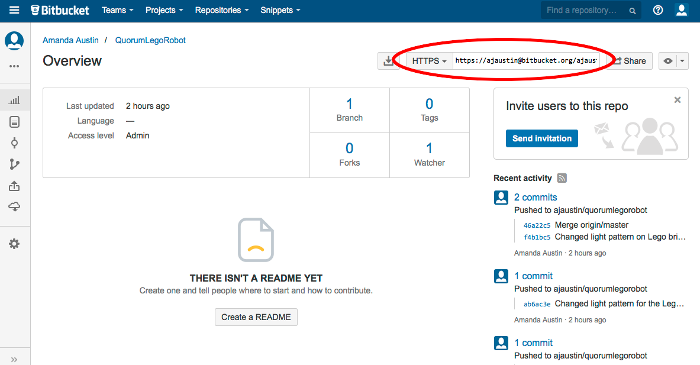 Bitbucket Teams Projects Repositories Snippets Find a repository...
Amanda Austin / QuorumLegoRobot
Overview
HTTPS https://ajaustin@bitbucket.org/ajaus
Share
Last updated 2 hours ago
Language —
Access level Admin
1
Branch
0
Tags
0
Forks
1
Watcher
THERE ISN'T A README YET
Create one and tell people where to start and how to contribute.
Create a README
Invite users to this repo
Send invitation
Recent activity
2 commits
Pushed to ajaustin/quorumlegorobot
46a22c5 Merge origin/master
f4b1bc5 Changed light pattern on Lego bri...
Amanda Austin · 2 hours ago
1 commit
Pushed to ajaustin/quorumlegorobot
ab6ac3e Changed light pattern for the Leg...
Amanda Austin · 2 hours ago
1 commit
Pushed to ajaustin/quorumlegorobot